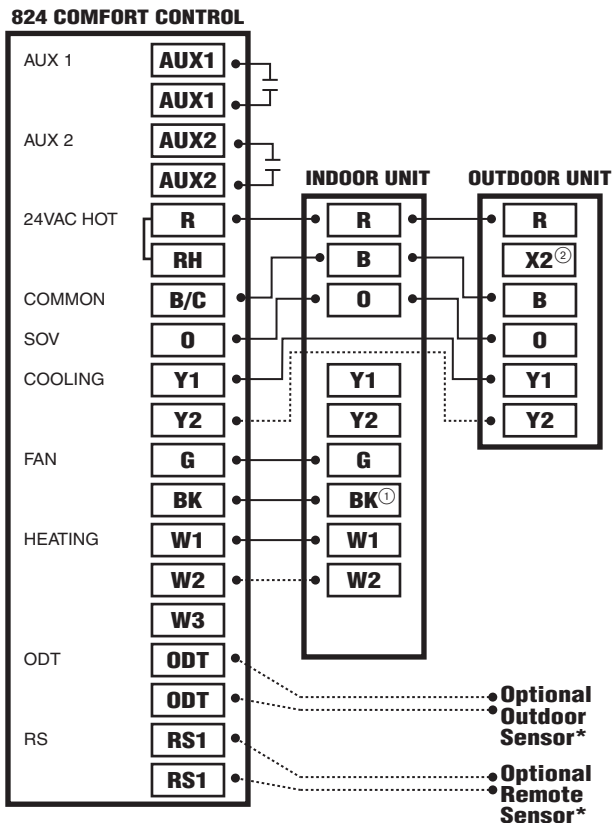 824 COMFORT CONTROL
AUX 1
AUX1
AUX1
AUX 2
AUX2
AUX2
INDOOR UNIT
OUTDOOR UNIT
24VAC HOT
R
R
R
RH
B
X2②
COMMON
B/C
O
B
SOV
O
O
COOLING
Y1
Y1
Y1
Y2
Y2
Y2
FAN
G
G
BK
BK①
HEATING
W1
W1
W2
W2
W3
ODT
ODT
ODT
Optional
Outdoor
Sensor*
RS
RS1
RS1
Optional
Remote
Sensor*